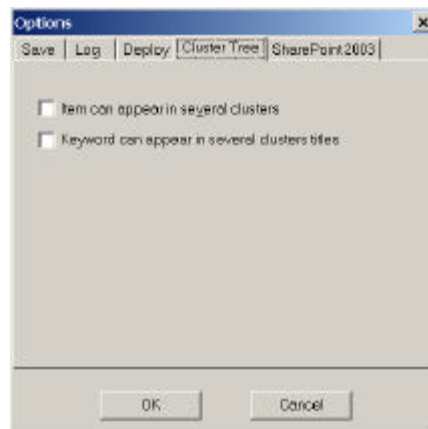 Options
Save Log Deploy Cluster Tree SharePoint 2003
Item can appear in several clusters
Keyword can appear in several clusters titles
OK Cancel